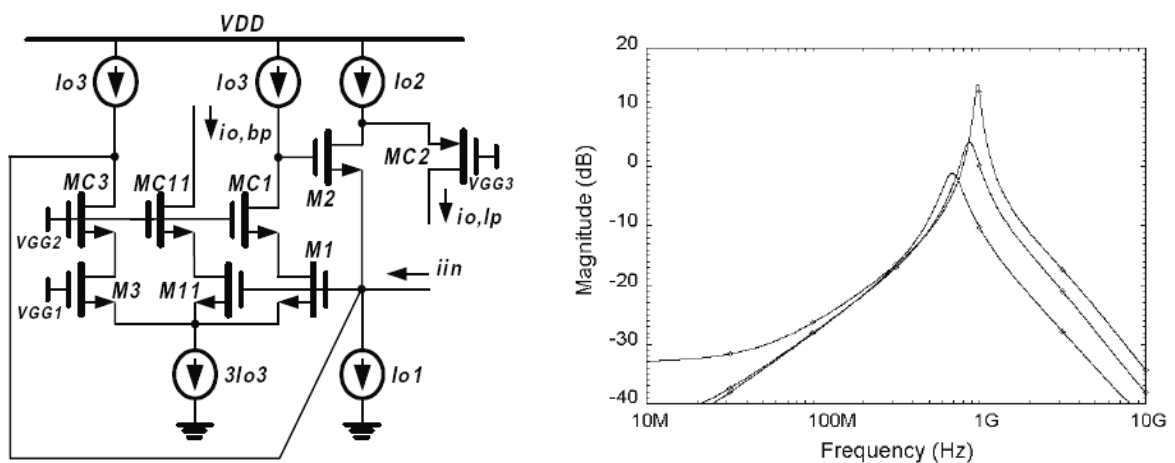 VDD
Io3
Io3
Io2
io,bp
MC2
VGG3
MC3
MC11
MC1
M2
io,lp
VGG2
M1
iin
M3
M11
VGG1
3Io3
Io1
20
10
0
-10
-20
-30
-40
Magnitude (dB)
10M
100M
1G
10G
Frequency (Hz)